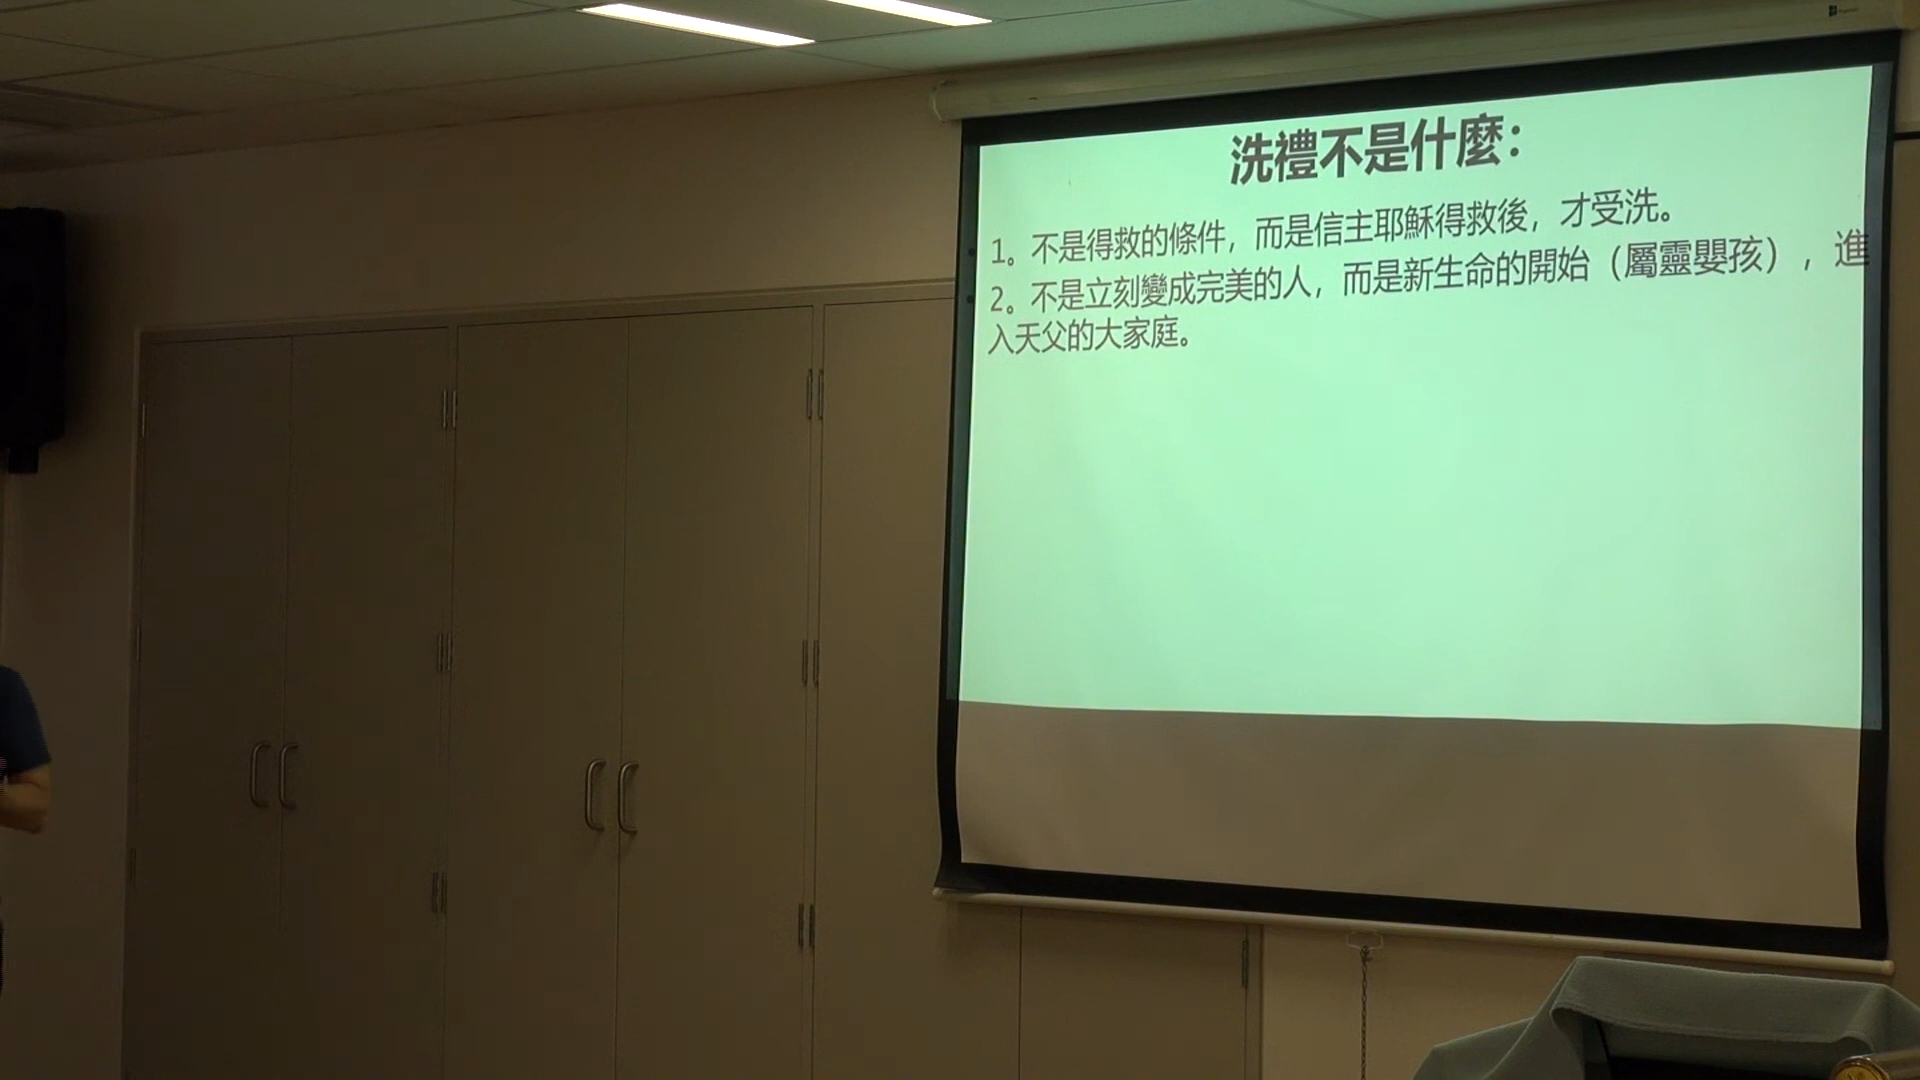 洗禮不是什麼：
1。不是得救的條件，而是信主耶穌得救後，才受洗。
2。不是立刻變成完美的人，而是新生命的開始（屬靈嬰孩），進
入天父的大家庭。